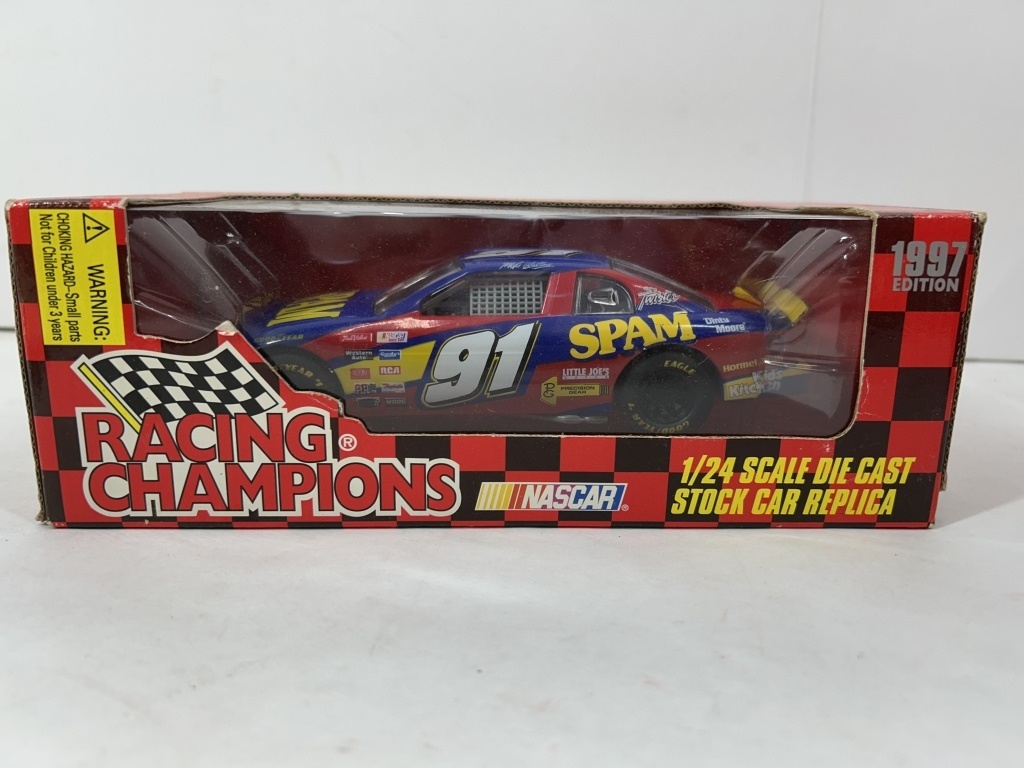 WARNING:
CHOKING HAZARD–Small parts
Not for Children under 3 years
1997
EDITION
RACING ®
CHAMPIONS
NASCAR®
1/24 SCALE DIE CAST
STOCK CAR REPLICA
91
SPAM
Twister
Dinty
Moore
Hormel
Kids
Kitchen
LITTLE JOE'S
PRECISION
GEAR
EAGLE
GOODYEAR
Western
Auto
RCA